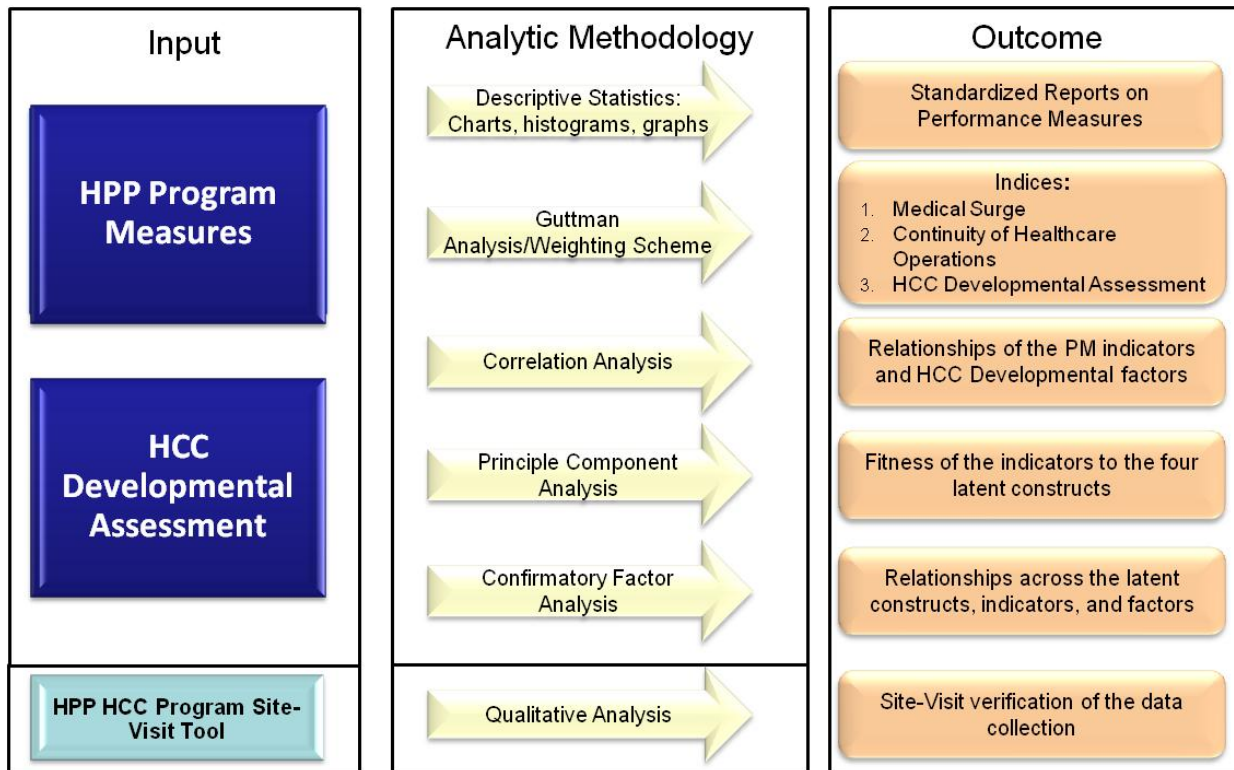 Input
HPP Program
Measures
HCC
Developmental
Assessment
HPP HCC Program Site-
Visit Tool
Analytic Methodology
Descriptive Statistics:
Charts, histograms, graphs
Guttman
Analysis/Weighting Scheme
Correlation Analysis
Principle Component
Analysis
Confirmatory Factor
Analysis
Qualitative Analysis
Outcome
Standardized Reports on
Performance Measures
Indices:
1. Medical Surge
2. Continuity of Healthcare
Operations
3. HCC Developmental Assessment
Relationships of the PM indicators
and HCC Developmental factors
Fitness of the indicators to the four
latent constructs
Relationships across the latent
constructs, indicators, and factors
Site-Visit verification of the data
collection